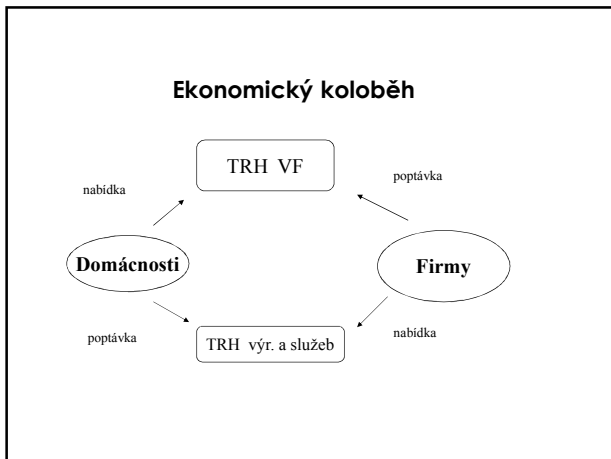 Ekonomický koloběh
TRH VF
nabídka
poptávka
Domácnosti
Firmy
poptávka
TRH výr. a služeb
nabídka